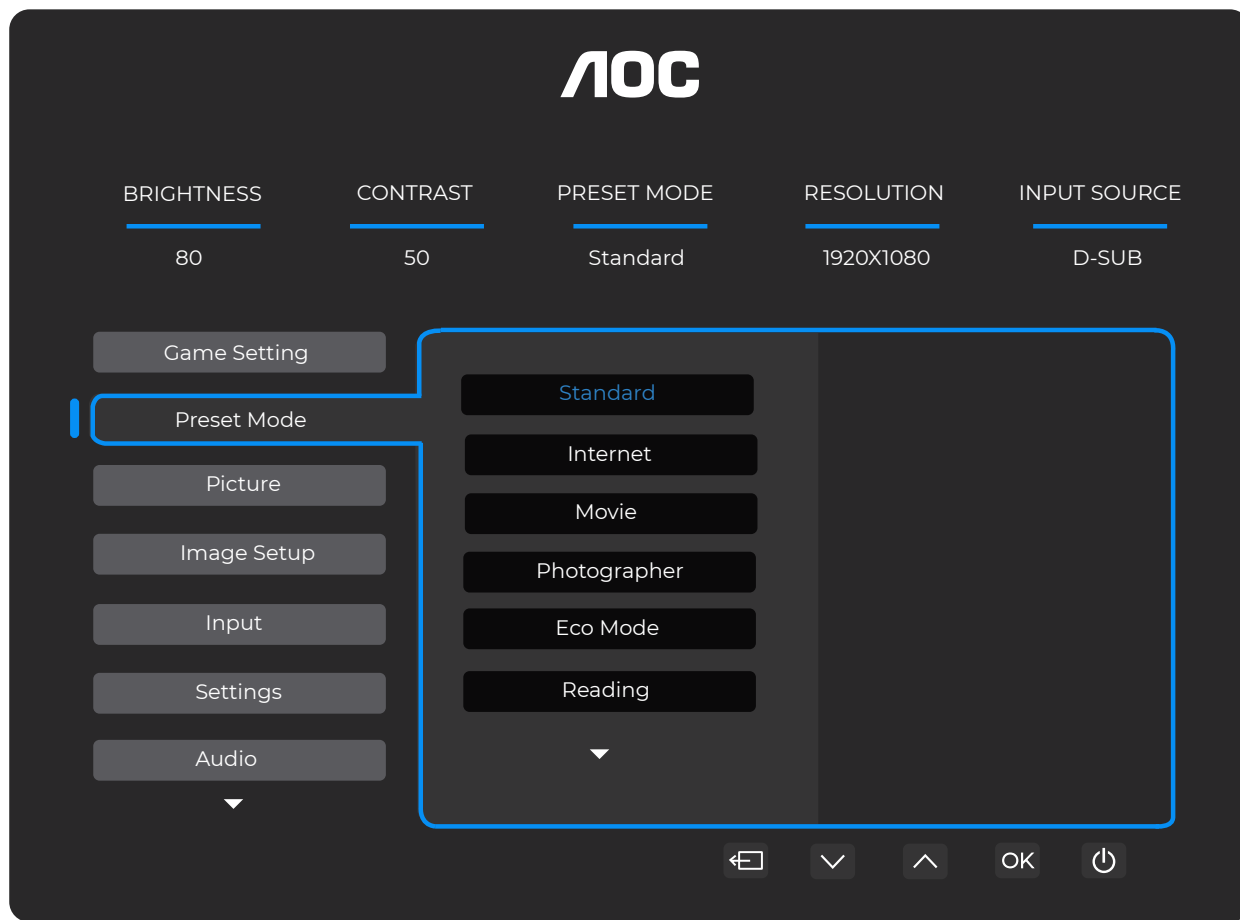 AOC
BRIGHTNESS CONTRAST PRESET MODE RESOLUTION INPUT SOURCE
80 50 Standard 1920X1080 D-SUB
Game Setting
Preset Mode
Picture
Image Setup
Input
Settings
Audio
Standard
Internet
Movie
Photographer
Eco Mode
Reading
OK